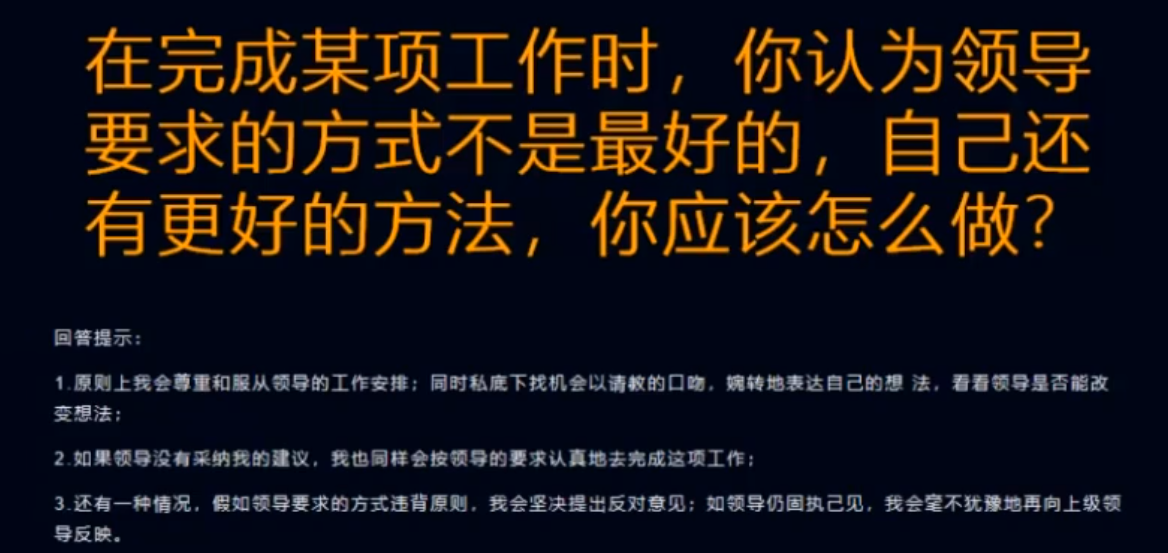 在完成某项工作时，你认为领导
要求的方式不是最好的，自己还
有更好的方法，你应该怎么做？
回答提示：
1.原则上我会尊重和服从领导的工作安排；同时私底下找机会以请教的口吻，婉转地表达自己的想 法，看看领导是否能改
变想法；
2.如果领导没有采纳我的建议，我也同样会按领导的要求认真地去完成这项工作；
3.还有一种情况，假如领导要求的方式违背原则，我会坚决提出反对意见；如领导仍固执己见，我会毫不犹豫地再向上级领
导反映。